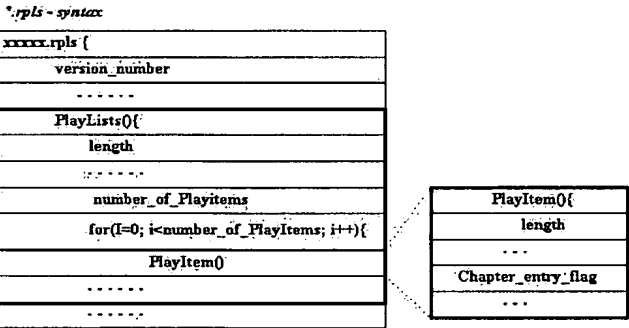 *.rpls - syntax
xxxxx.rpls {
version_number
- - - - - -
PlayLists(){
length
- - - - - -
number_of_Playitems
for(I=0; i<number_of_PlayItems; i++){
PlayItem()
- - - - - -
- - - - - -
PlayItem(){
length
- - -
Chapter_entry_flag
- - -